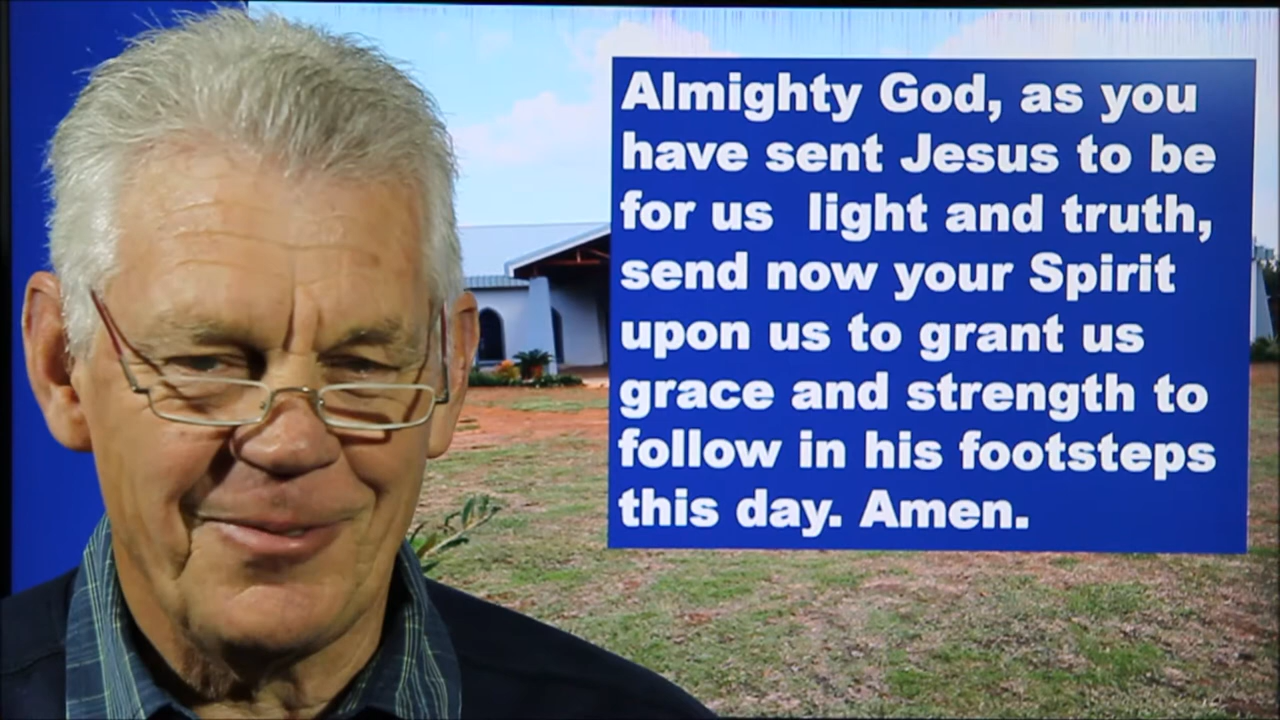 Almighty God, as you
have sent Jesus to be
for us  light and truth,
send now your Spirit
upon us to grant us
grace and strength to
follow in his footsteps
this day. Amen.